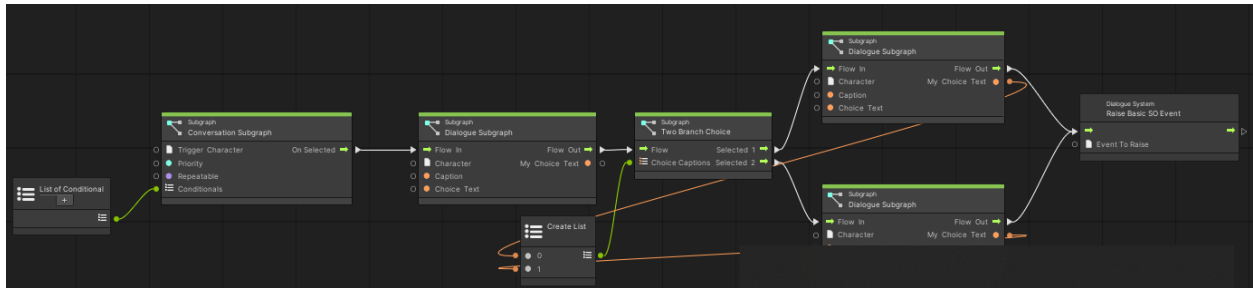 List of Conditional
+
Subgraph
Conversation Subgraph
Trigger Character On Selected
Priority
Repeatable
Conditionals
Subgraph
Dialogue Subgraph
Flow In Flow Out
Character My Choice Text
Caption
Choice Text
Create List
0
1
Subgraph
Two Branch Choice
Flow Selected 1
Choice Captions Selected 2
Subgraph
Dialogue Subgraph
Flow In Flow Out
Character My Choice Text
Caption
Choice Text
Subgraph
Dialogue Subgraph
Flow In Flow Out
Character My Choice Text
Dialogue System
Raise Basic SO Event
Event To Raise